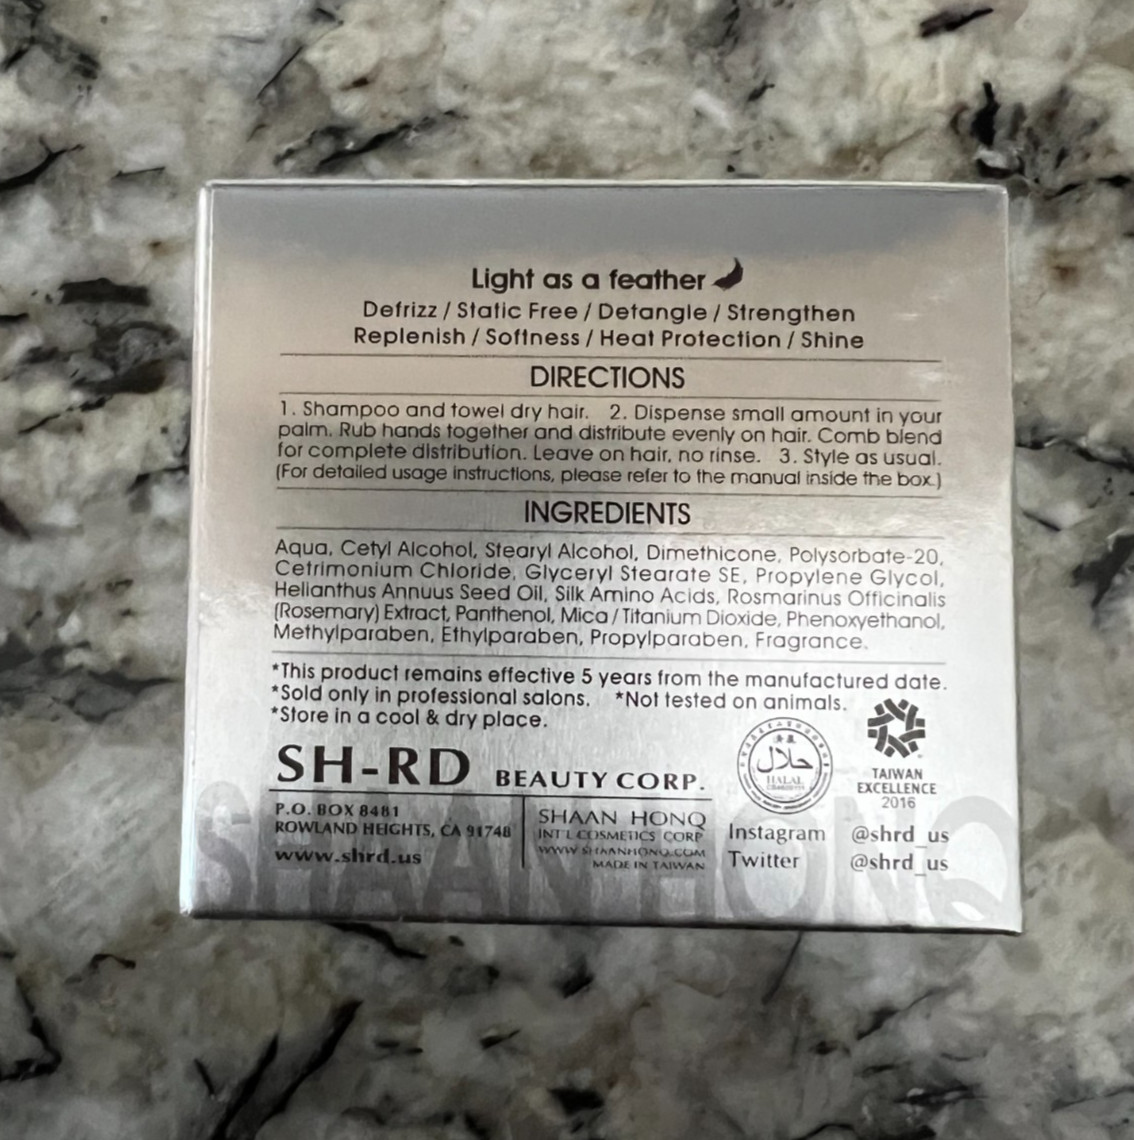 Light as a feather
Defrizz / Static Free / Detangle / Strengthen
Replenish / Softness / Heat Protection / Shine
DIRECTIONS
1. Shampoo and towel dry hair. 2. Dispense small amount in your
palm. Rub hands together and distribute evenly on hair. Comb blend
for complete distribution. Leave on hair, no rinse. 3. Style as usual.
(For detailed usage instructions, please refer to the manual inside the box.)
INGREDIENTS
Aqua, Cetyl Alcohol, Stearyl Alcohol, Dimethicone, Polysorbate-20,
Cetrimonium Chloride, Glyceryl Stearate SE, Propylene Glycol,
Helianthus Annuus Seed Oil, Silk Amino Acids, Rosmarinus Officinalis
(Rosemary) Extract, Panthenol, Mica / Titanium Dioxide, Phenoxyethanol,
Methylparaben, Ethylparaben, Propylparaben, Fragrance.
*This product remains effective 5 years from the manufactured date.
*Sold only in professional salons. *Not tested on animals.
*Store in a cool & dry place.
SH-RD BEAUTY CORP.
P.O. BOX 8481
ROWLAND HEIGHTS, CA 91748
www.shrd.us
SHAAN HONQ
INT'L COSMETICS CORP
WWW.SHAANHONQ.COM
MADE IN TAIWAN
حلال
HALAL
TAIWAN
EXCELLENCE
2016
Instagram @shrd_us
Twitter @shrd_us
SHAAN HONQ